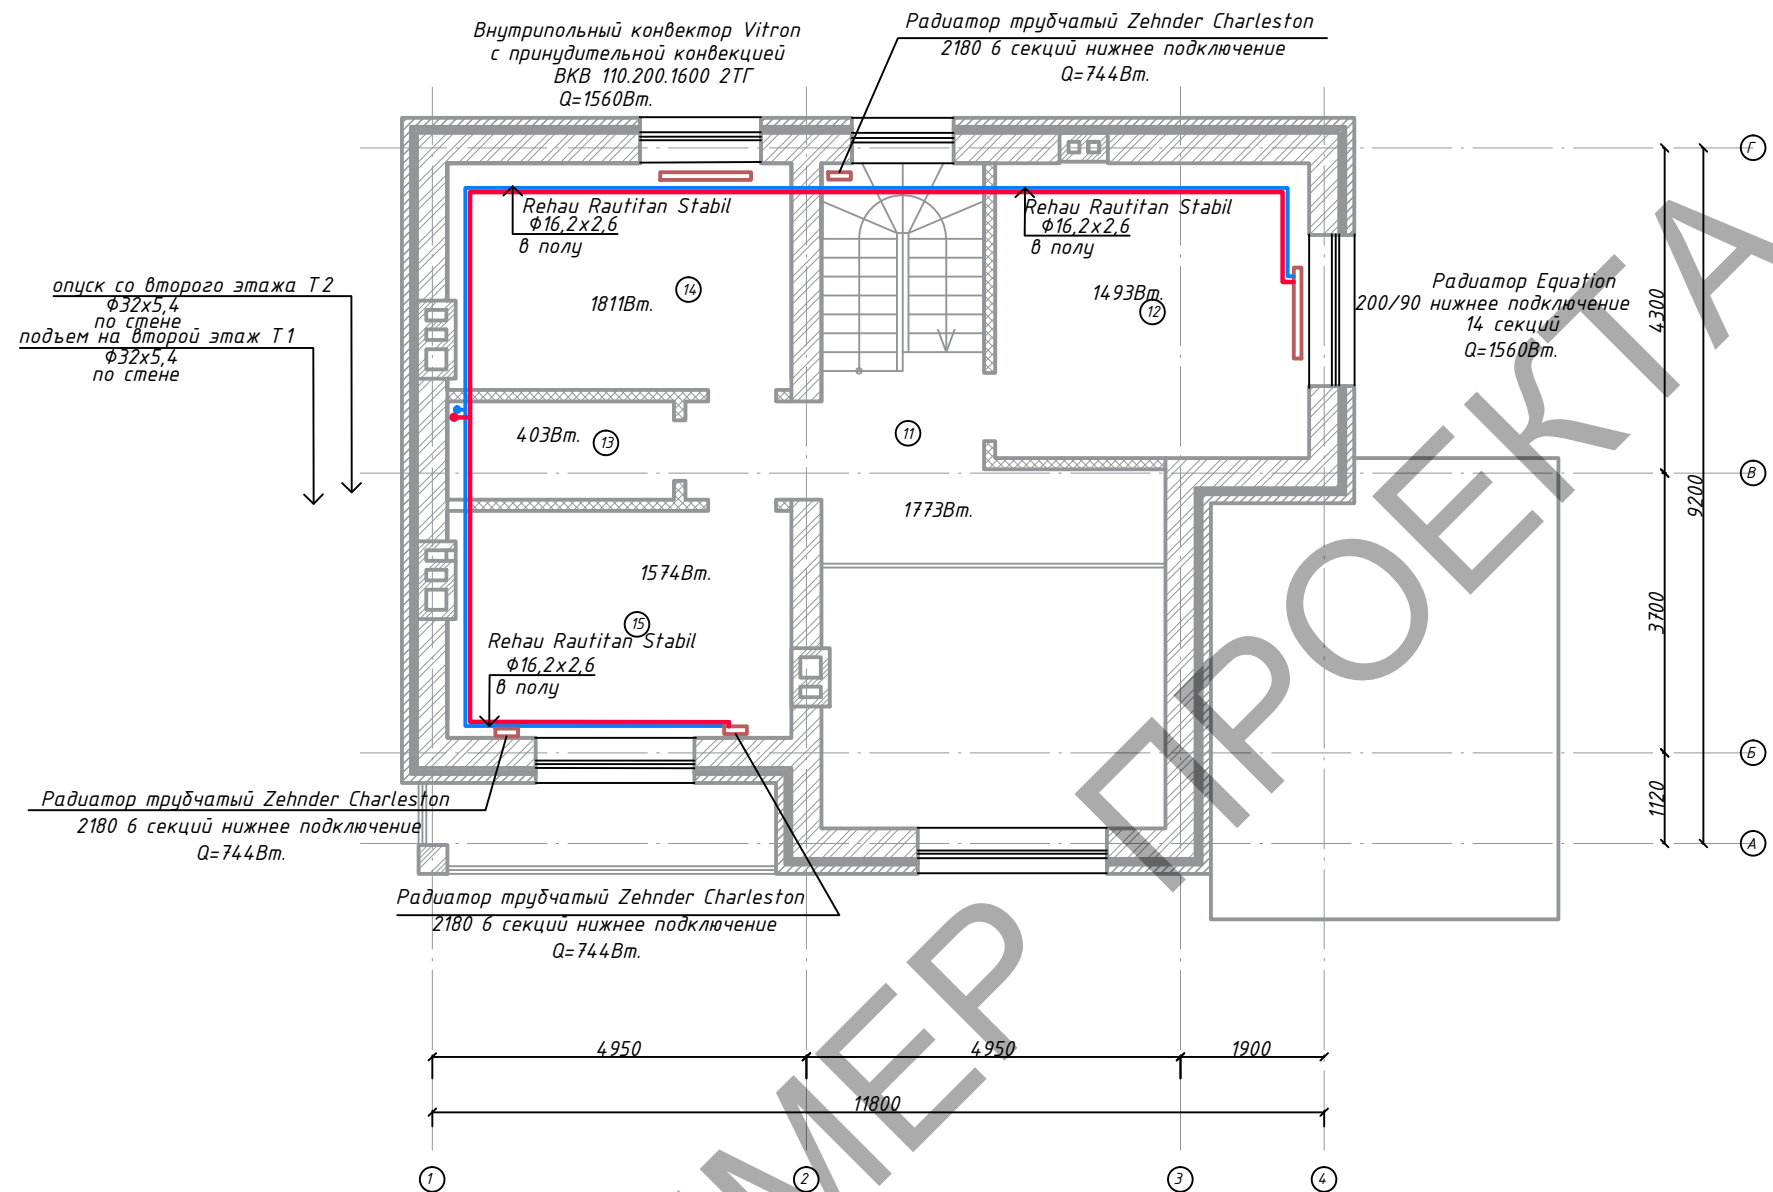 Внутрипольный конвектор Vitron
с принудительной конвекцией
ВКВ 110.200.1600 2ТГ
Q=1560Вт.
Радиатор трубчатый Zehnder Charleston
2180 6 секций нижнее подключение
Q=744Вт.
Г
Rehau Rautitan Stabil
Ф16,2х2,6
в полу
Rehau Rautitan Stabil
Ф16,2х2,6
в полу
опуск со второго этажа Т2
Ф32х5,4
по стене
подъем на второй этаж Т1
Ф32х5,4
по стене
1811Вт.
14
1493Вт.
12
Радиатор Equation
200/90 нижнее подключение
14 секций
Q=1560Вт.
4300
403Вт.
13
11
В
9200
1773Вт.
1574Вт.
15
3700
Rehau Rautitan Stabil
Ф16,2х2,6
в полу
Б
1120
Радиатор трубчатый Zehnder Charleston
2180 6 секций нижнее подключение
Q=744Вт.
А
Радиатор трубчатый Zehnder Charleston
2180 6 секций нижнее подключение
Q=744Вт.
4950
4950
1900
11800
1
2
3
4
МЕР ПРОЕКТА